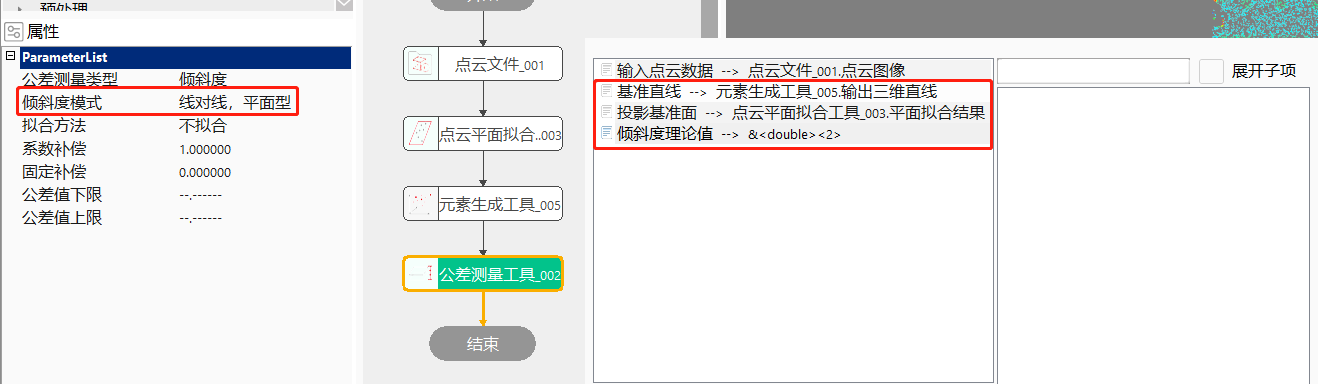 预处理
属性
ParameterList
公差测量类型 倾斜度
倾斜度模式 线对线，平面型
拟合方法 不拟合
系数补偿 1.000000
固定补偿 0.000000
公差值下限 --.------
公差值上限 --.------
点云文件_001
点云平面拟合..003
元素生成工具_005
公差测量工具_002
结束
输入点云数据 --> 点云文件_001.点云图像
基准直线 --> 元素生成工具_005.输出三维直线
投影基准面 --> 点云平面拟合工具_003.平面拟合结果
倾斜度理论值 --> &<double><2>
展开子项